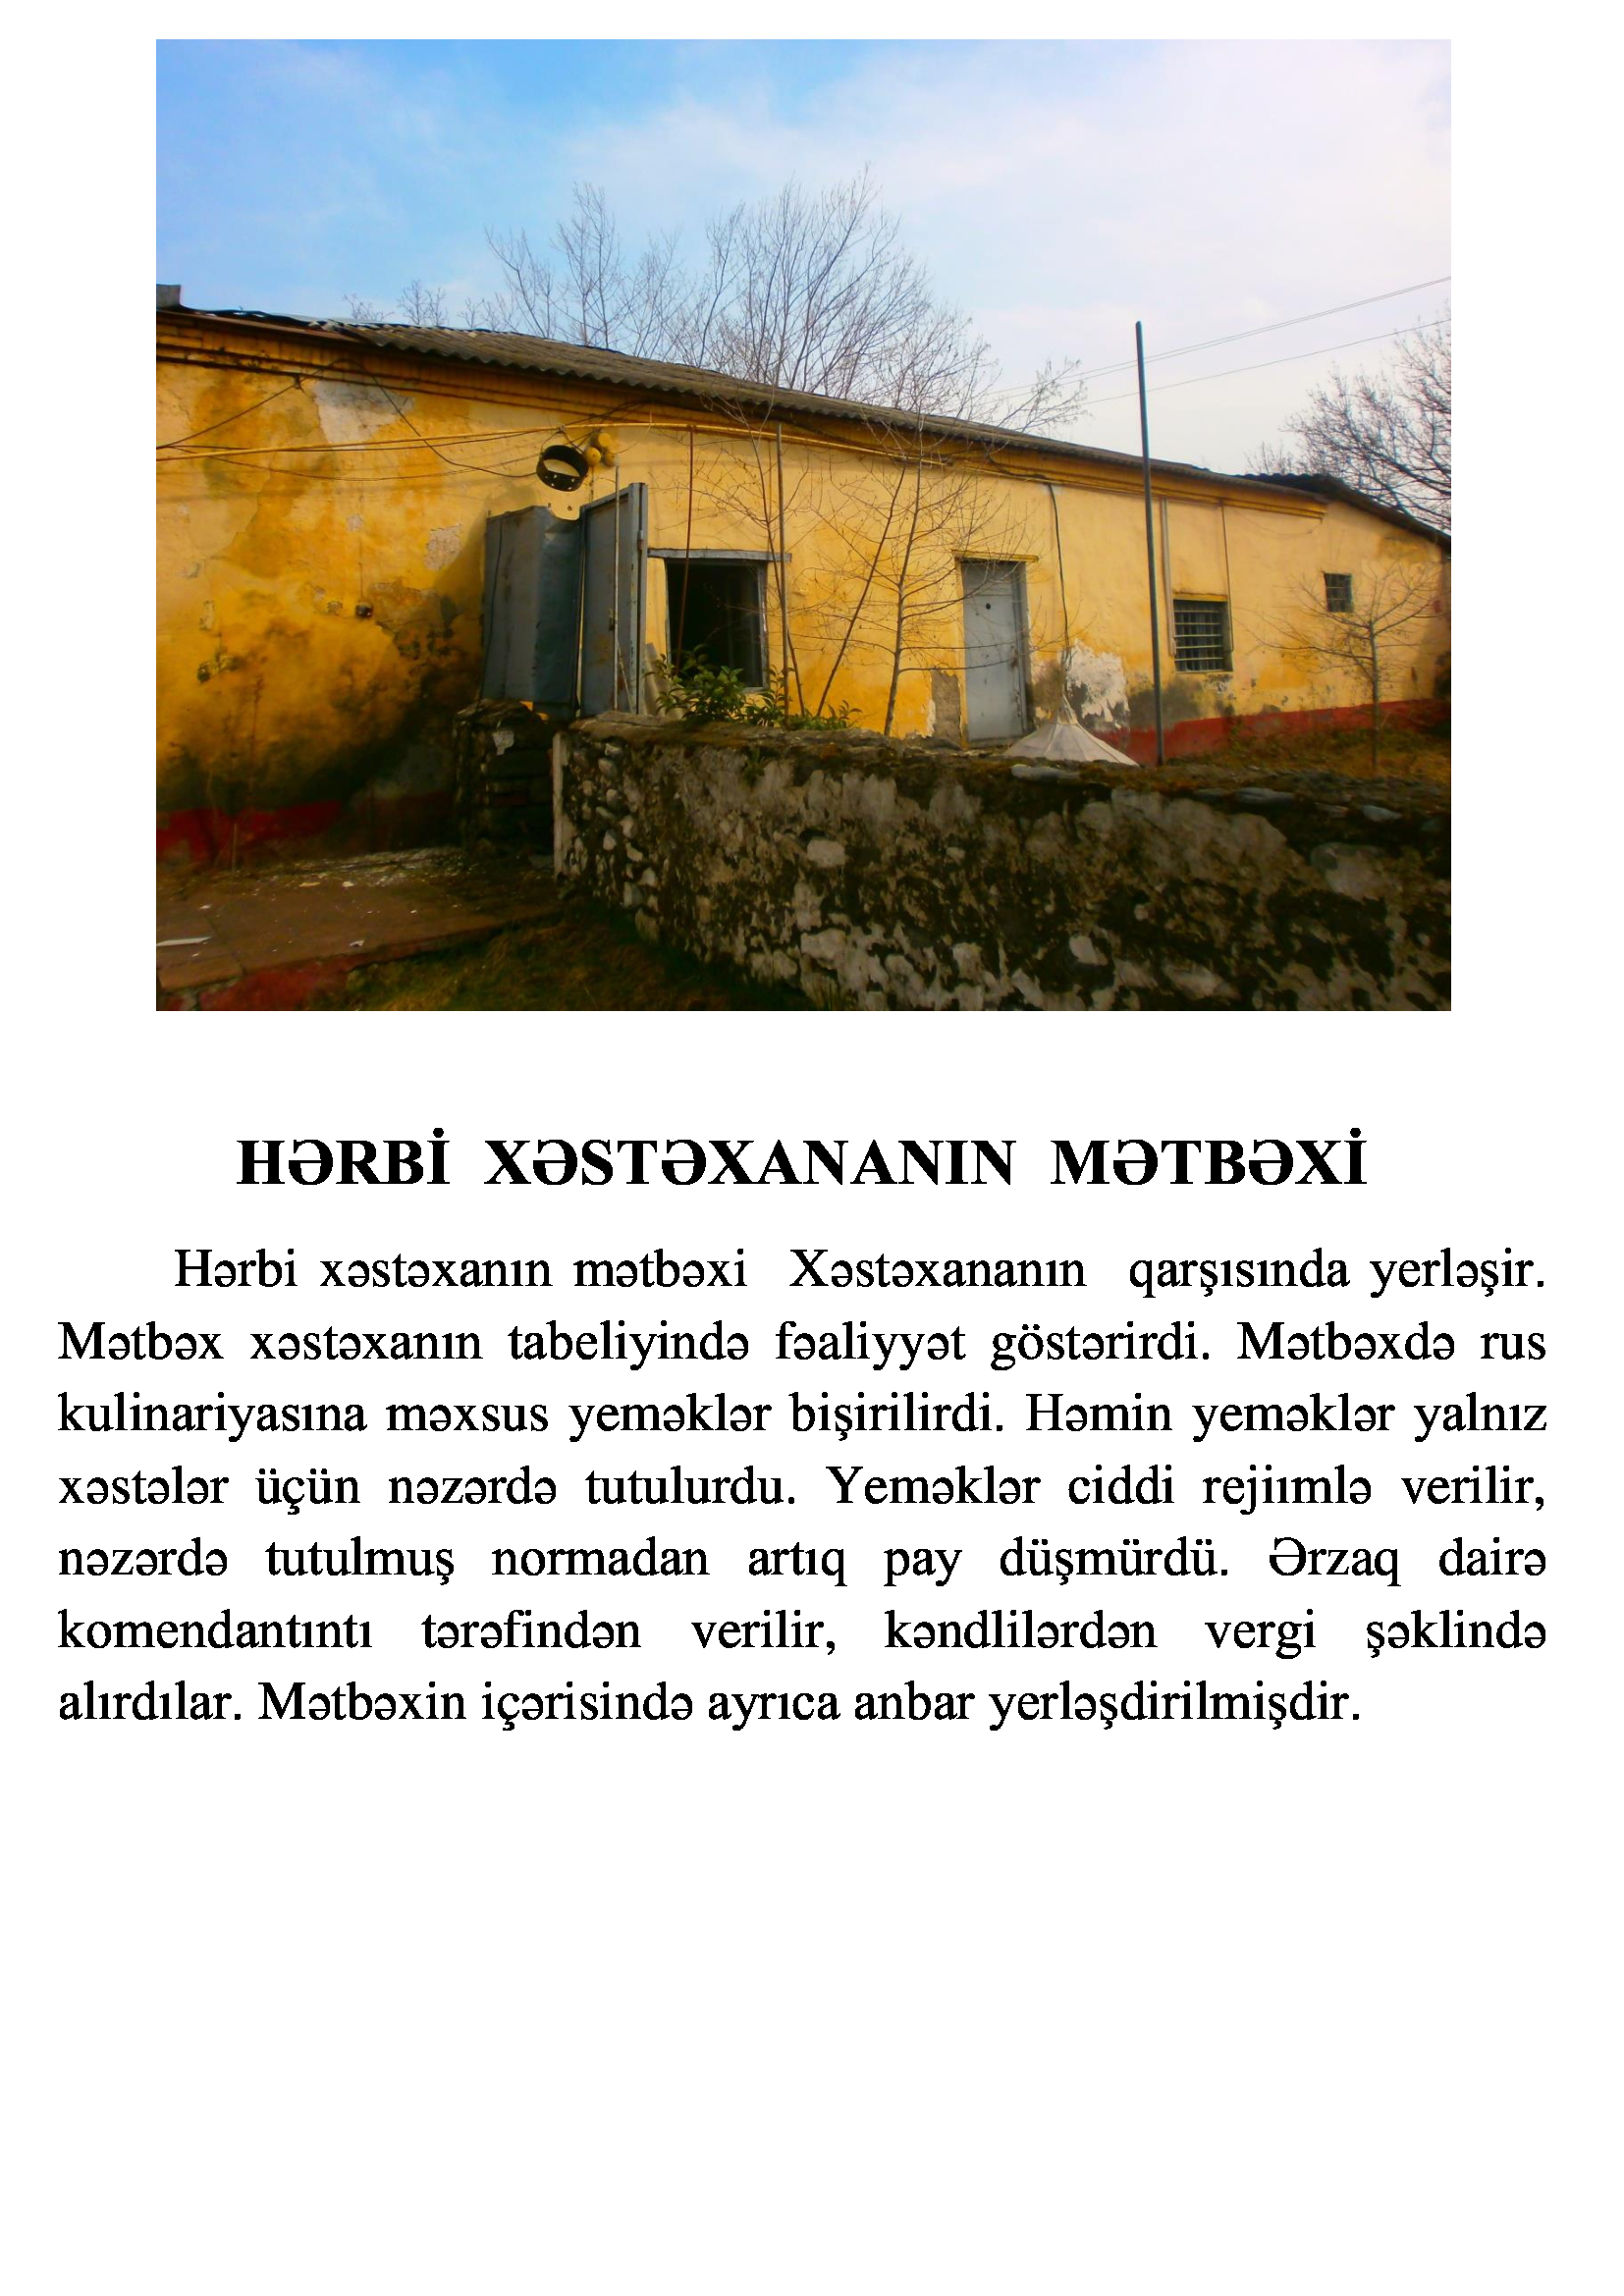 HƏRBİ XƏSTƏXANANIN MƏTBƏXİ
Hərbi xəstəxanın mətbəxi Xəstəxananın qarşısında yerləşir.
Mətbəx xəstəxanın tabeliyində fəaliyyət göstərirdi. Mətbəxdə rus
kulinariyasına məxsus yeməklər bişirilirdi. Həmin yeməklər yalnız
xəstələr üçün nəzərdə tutulurdu. Yeməklər ciddi rejiımlə verilir,
nəzərdə tutulmuş normadan artıq pay düşmürdü. Ərzaq dairə
komendantıntı tərəfindən verilir, kəndlilərdən vergi şəklində
alırdılar. Mətbəxin içərisində ayrıca anbar yerləşdirilmişdir.